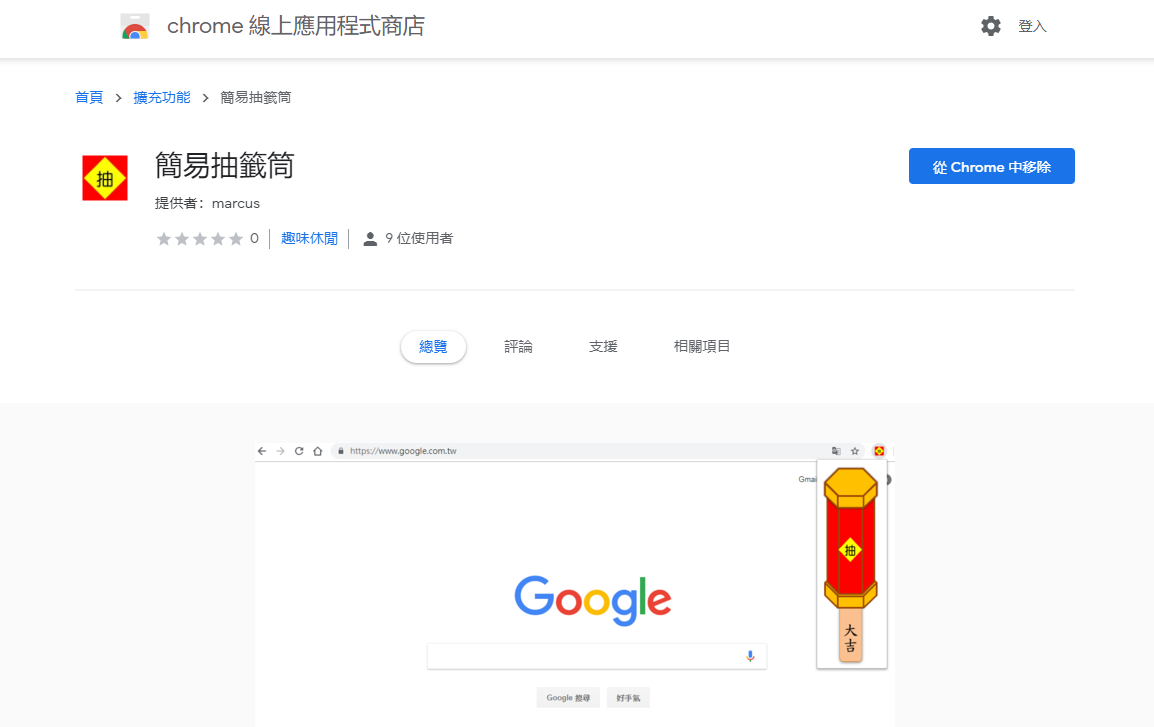 chrome 線上應用程式商店
登入
首頁 > 擴充功能 > 簡易抽籤筒
抽
簡易抽籤筒
提供者：marcus
從 Chrome 中移除
0 趣味休閒 9 位使用者
總覽 評論 支援 相關項目
https://www.google.com.tw
Gmai
抽
Google
大吉
Google 搜尋 好手氣